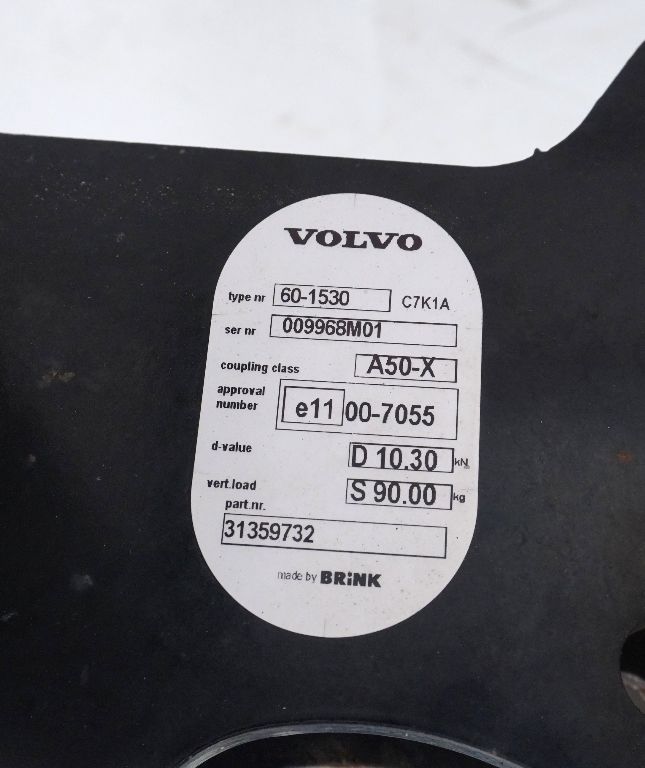 VOLVO
type nr 60-1530 C7K1A
ser nr 009968M01
coupling class A50-X
approval
number e11 00-7055
d-value D 10.30 kN
vert.load S 90.00 kg
part.nr.
31359732
made by BRiNK